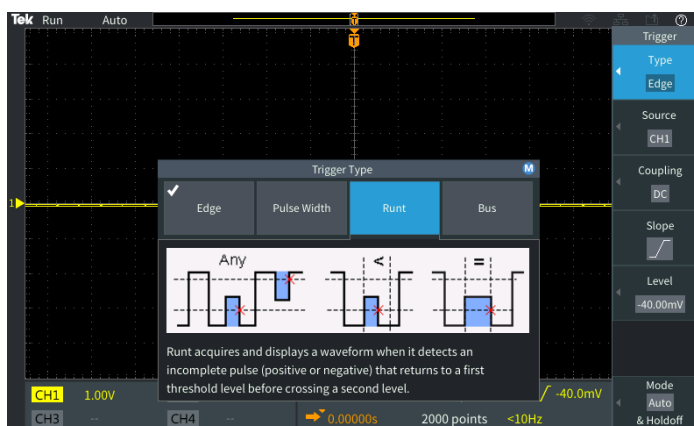 Tek Run Auto
T
T
Trigger
Type
Edge
Source
CH1
Coupling
DC
Slope
Level
-40.00mV
Mode
Auto
& Holdoff
1
Trigger Type
M
Edge Pulse Width Runt Bus
Any < =
Runt acquires and displays a waveform when it detects an
incomplete pulse (positive or negative) that returns to a first
threshold level before crossing a second level.
CH1 1.00V -40.0mV
CH3 -- CH4 -- 0.00000s 2000 points <10Hz